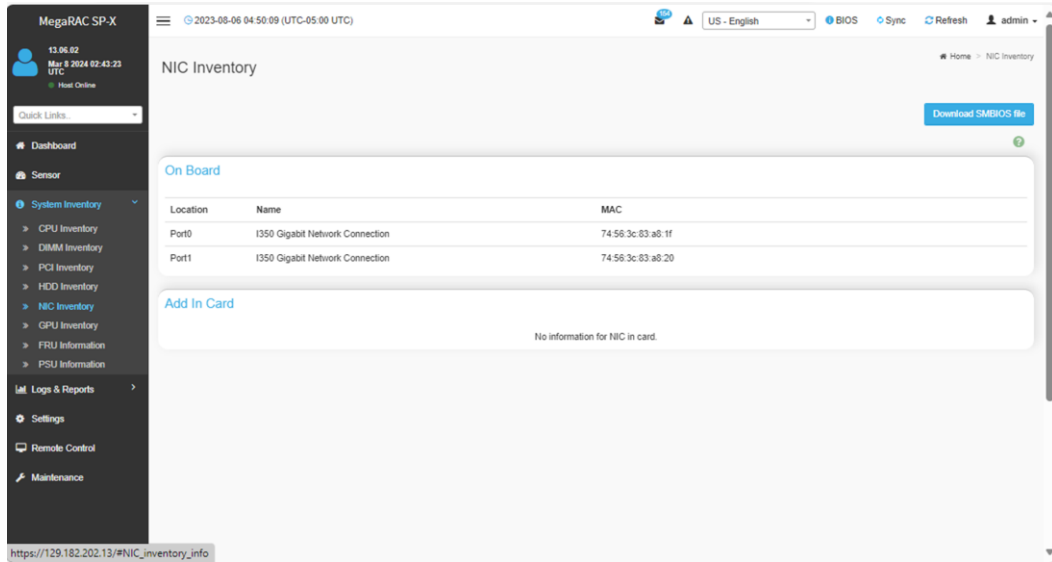 MegaRAC SP-X
2023-08-06 04:50:09 (UTC-05:00 UTC)
164
US - English
BIOS
Sync
Refresh
admin
13.06.02
Mar 8 2024 02:43:23
UTC
Host Online
Quick Links..
Dashboard
Sensor
System Inventory
CPU Inventory
DIMM Inventory
PCI Inventory
HDD Inventory
NIC Inventory
GPU Inventory
FRU Information
PSU Information
Logs & Reports
Settings
Remote Control
Maintenance
NIC Inventory
Home > NIC Inventory
Download SMBIOS file
On Board
Location Name MAC
Port0 I350 Gigabit Network Connection 74:56:3c:83:a8:1f
Port1 I350 Gigabit Network Connection 74:56:3c:83:a8:20
Add In Card
No information for NIC in card.
https://129.182.202.13/#NIC_inventory_info